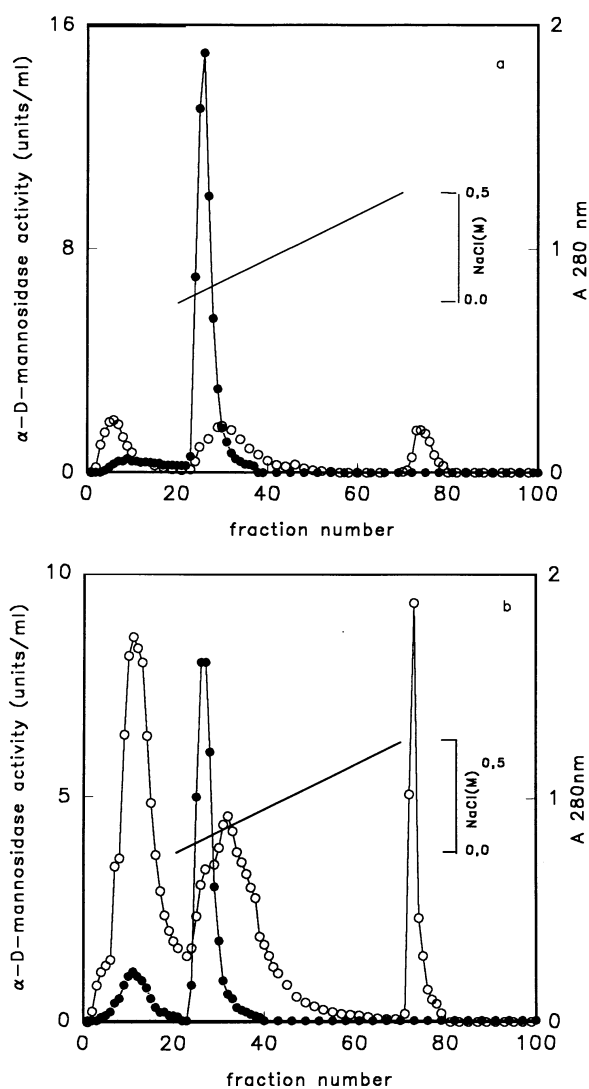 16
2
a
α-D-mannosidase activity (units/ml)
8
0,5
NaCl(M)
0.0
1
A 280 nm
0
0
0
20
40
60
80
100
fraction number
10
2
b
α-D-mannosidase activity (units/ml)
5
0,5
NaCl(M)
0,0
1
A 280nm
0
0
0
20
40
60
80
100
fraction number